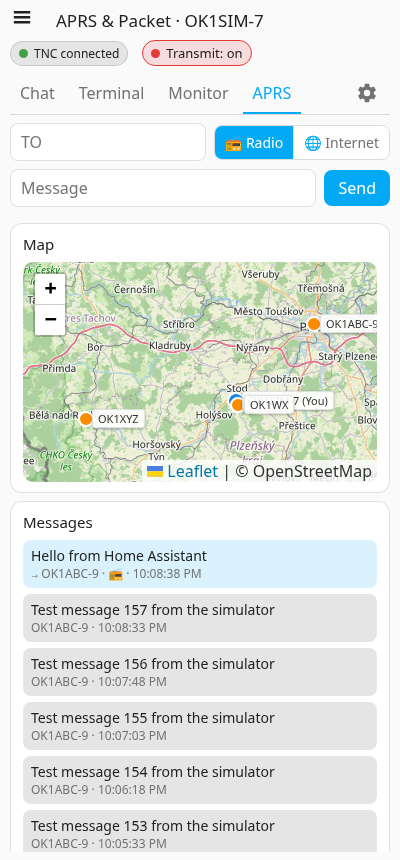 APRS & Packet · OK1SIM-7
TNC connected
Transmit: on
Chat
Terminal
Monitor
APRS
TO
📻 Radio
🌐 Internet
Message
Send
Map
+
−
Všeruby
Čerňošín
Třemošná
Město Touškov
Stříbro
OK1ABC-9
Bor
Kladruby
Nýřany
Starý Plzenec
Přimda
Dobřany
Stod
OK1WX
7 (You)
OK1XYZ
Holýšov
Přeštice
Horšovský
Týn
Plzeňský
kraj
CHKO Český
les
Leaflet | © OpenStreetMap
Messages
Hello from Home Assistant
→ OK1ABC-9 · 📻 · 10:08:38 PM
Test message 157 from the simulator
OK1ABC-9 · 10:08:33 PM
Test message 156 from the simulator
OK1ABC-9 · 10:07:48 PM
Test message 155 from the simulator
OK1ABC-9 · 10:07:03 PM
Test message 154 from the simulator
OK1ABC-9 · 10:06:18 PM
Test message 153 from the simulator
OK1ABC-9 · 10:05:33 PM